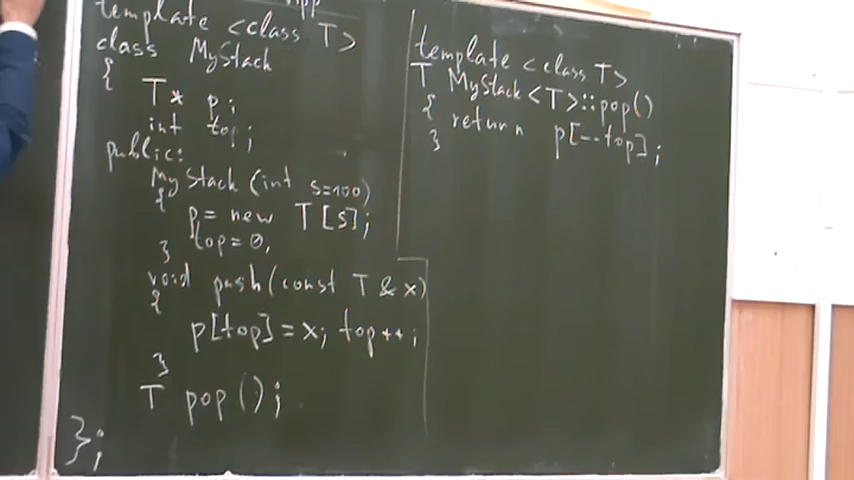 template <class T>
class MyStack
{
T* p;
int top;
public:
MyStack (int s=100)
{
p = new T[s];
top = 0;
}
void push (const T & x)
{
p[top] = x; top++;
}
T pop();
};
template <class T>
T MyStack<T>::pop()
{
return p[--top];
}